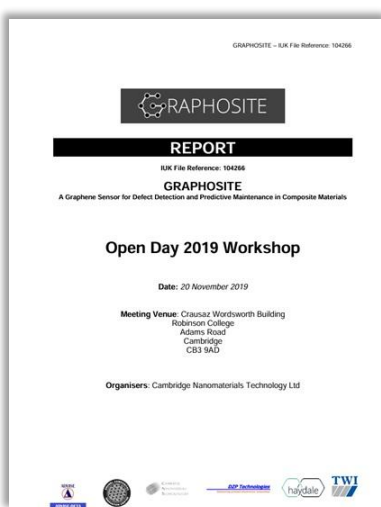 GRAPHOSITE – IUK File Reference: 104266
GRAPHOSITE
REPORT
IUK File Reference: 104266
GRAPHOSITE
A Graphene Sensor for Defect Detection and Predictive Maintenance in Composite Materials
Open Day 2019 Workshop
Date: 20 November 2019
Meeting Venue: Crausaz Wordsworth Building
Robinson College
Adams Road
Cambridge
CB3 9AD
Organisers: Cambridge Nanomaterials Technology Ltd
DZP Technologies
haydale
TWI